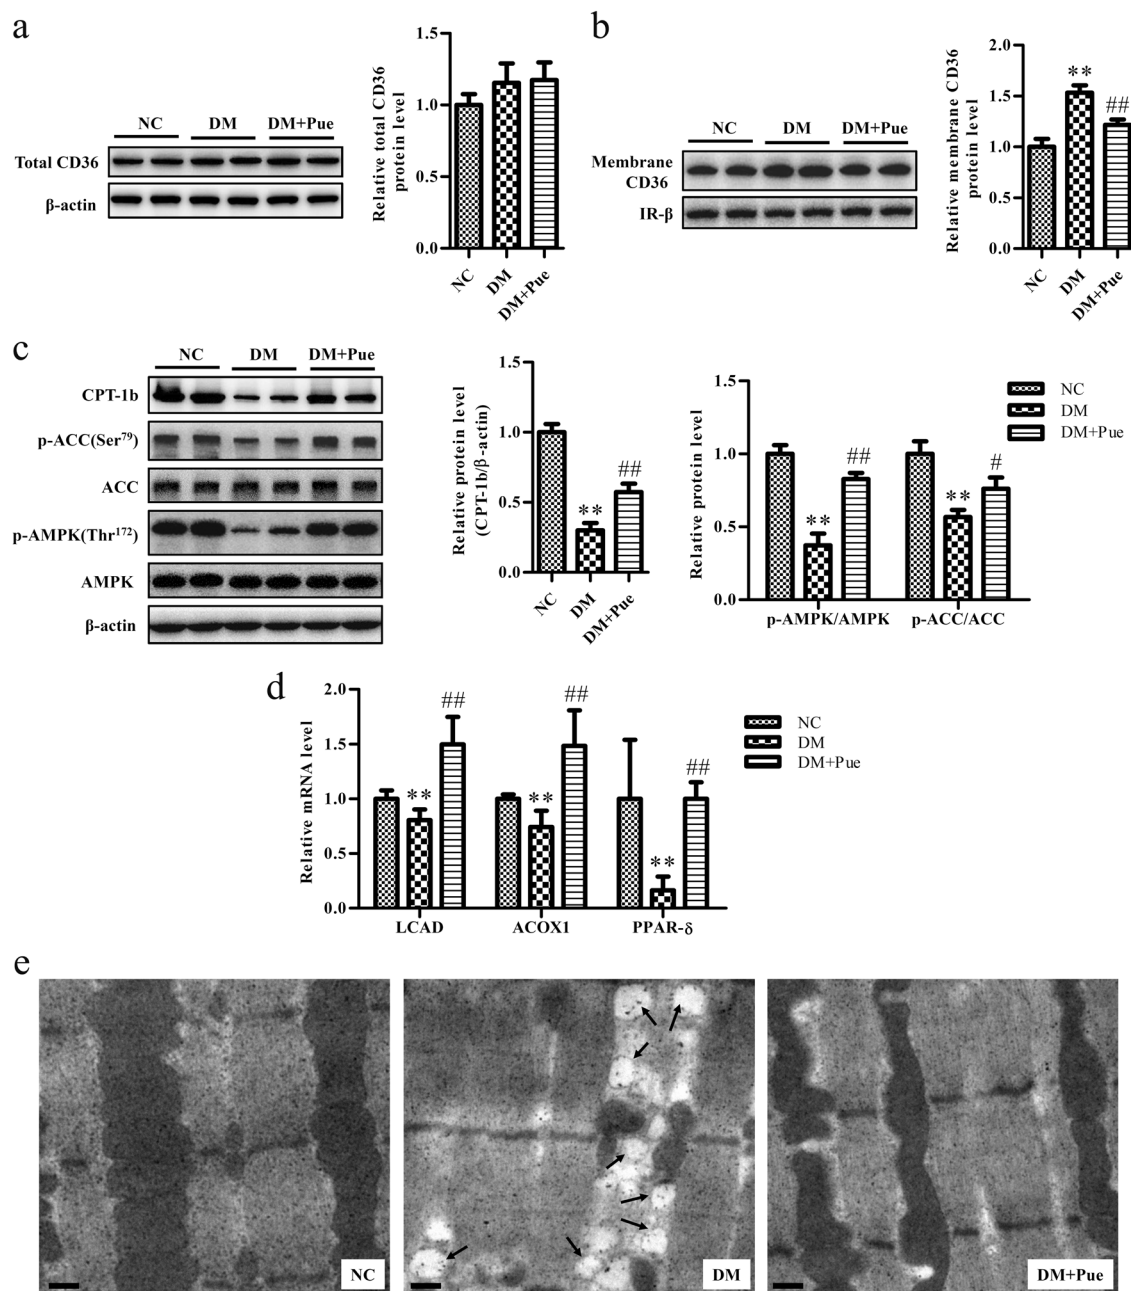 a
NC DM DM+Pue
Total CD36
β-actin
Relative total CD36
protein level
1.5
1.0
0.5
0.0
NC
DM
DM+Pue
b
NC DM DM+Pue
Membrane
CD36
IR-β
Relative membrane CD36
protein level
2.0
1.5
1.0
0.5
0.0
**
##
NC
DM
DM+Pue
c
NC DM DM+Pue
CPT-1b
p-ACC(Ser79)
ACC
p-AMPK(Thr172)
AMPK
β-actin
Relative protein level
(CPT-1b/β-actin)
1.5
1.0
0.5
0.0
**
##
NC
DM
DM+Pue
Relative protein level
1.5
1.0
0.5
0.0
** ## ** #
p-AMPK/AMPK p-ACC/ACC
NC
DM
DM+Pue
d
Relative mRNA level
2.0
1.5
1.0
0.5
0.0
** ## ** ## ** ##
LCAD ACOX1 PPAR-δ
NC
DM
DM+Pue
e
NC
DM
DM+Pue